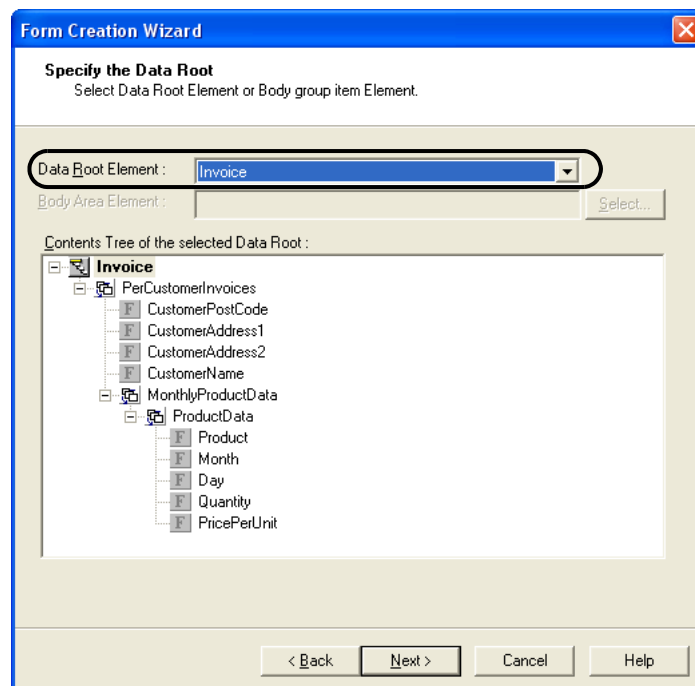 Form Creation Wizard
Specify the Data Root
Select Data Root Element or Body group item Element.
Data Root Element : Invoice
Body Area Element : Select...
Contents Tree of the selected Data Root :
Invoice
PerCustomerInvoices
F CustomerPostCode
F CustomerAddress1
F CustomerAddress2
F CustomerName
MonthlyProductData
ProductData
F Product
F Month
F Day
F Quantity
F PricePerUnit
< Back Next > Cancel Help